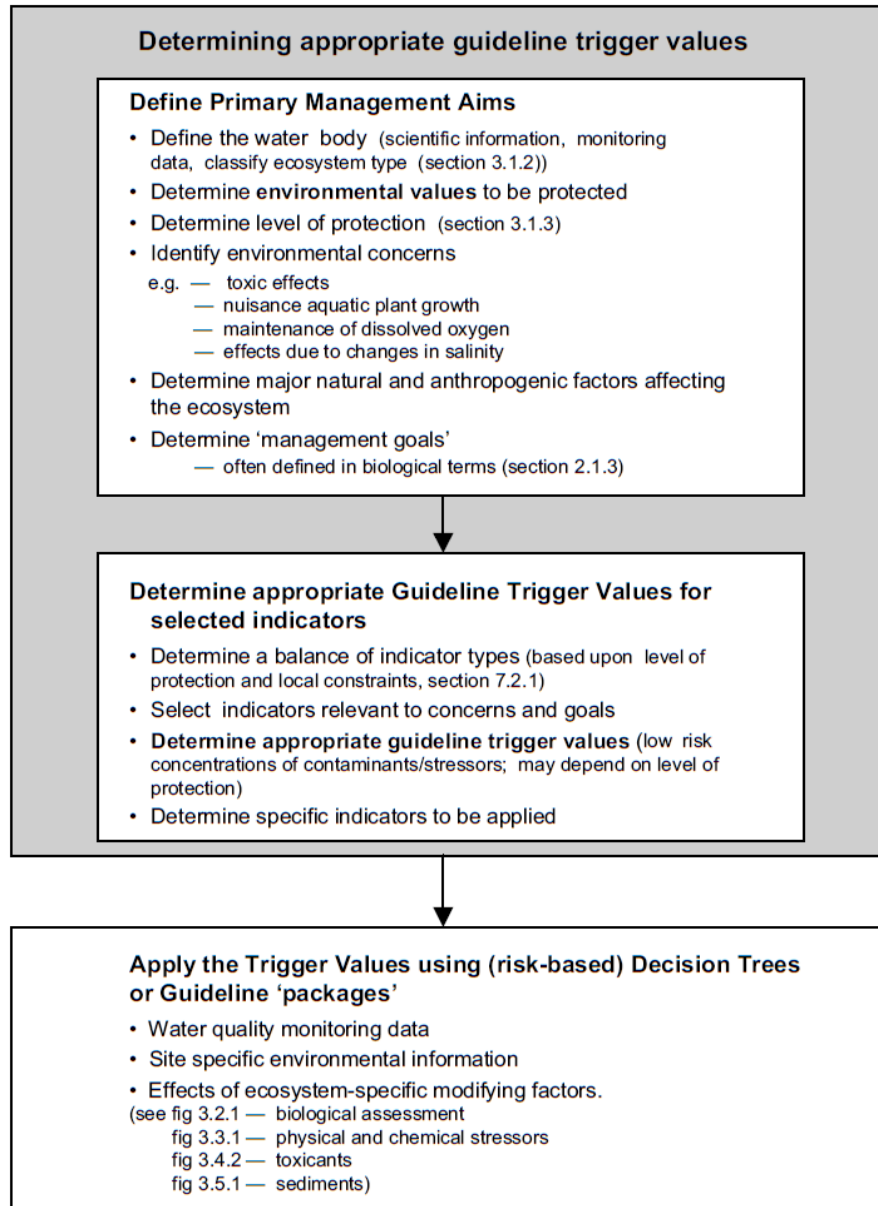 Determining appropriate guideline trigger values
Define Primary Management Aims
• Define the water body (scientific information, monitoring
data, classify ecosystem type (section 3.1.2))
• Determine environmental values to be protected
• Determine level of protection (section 3.1.3)
• Identify environmental concerns
e.g. — toxic effects
— nuisance aquatic plant growth
— maintenance of dissolved oxygen
— effects due to changes in salinity
• Determine major natural and anthropogenic factors affecting
the ecosystem
• Determine ‘management goals’
— often defined in biological terms (section 2.1.3)
Determine appropriate Guideline Trigger Values for
selected indicators
• Determine a balance of indicator types (based upon level of
protection and local constraints, section 7.2.1)
• Select indicators relevant to concerns and goals
• Determine appropriate guideline trigger values (low risk
concentrations of contaminants/stressors; may depend on level of
protection)
• Determine specific indicators to be applied
Apply the Trigger Values using (risk-based) Decision Trees
or Guideline ‘packages’
• Water quality monitoring data
• Site specific environmental information
• Effects of ecosystem-specific modifying factors.
(see fig 3.2.1 — biological assessment
fig 3.3.1 — physical and chemical stressors
fig 3.4.2 — toxicants
fig 3.5.1 — sediments)